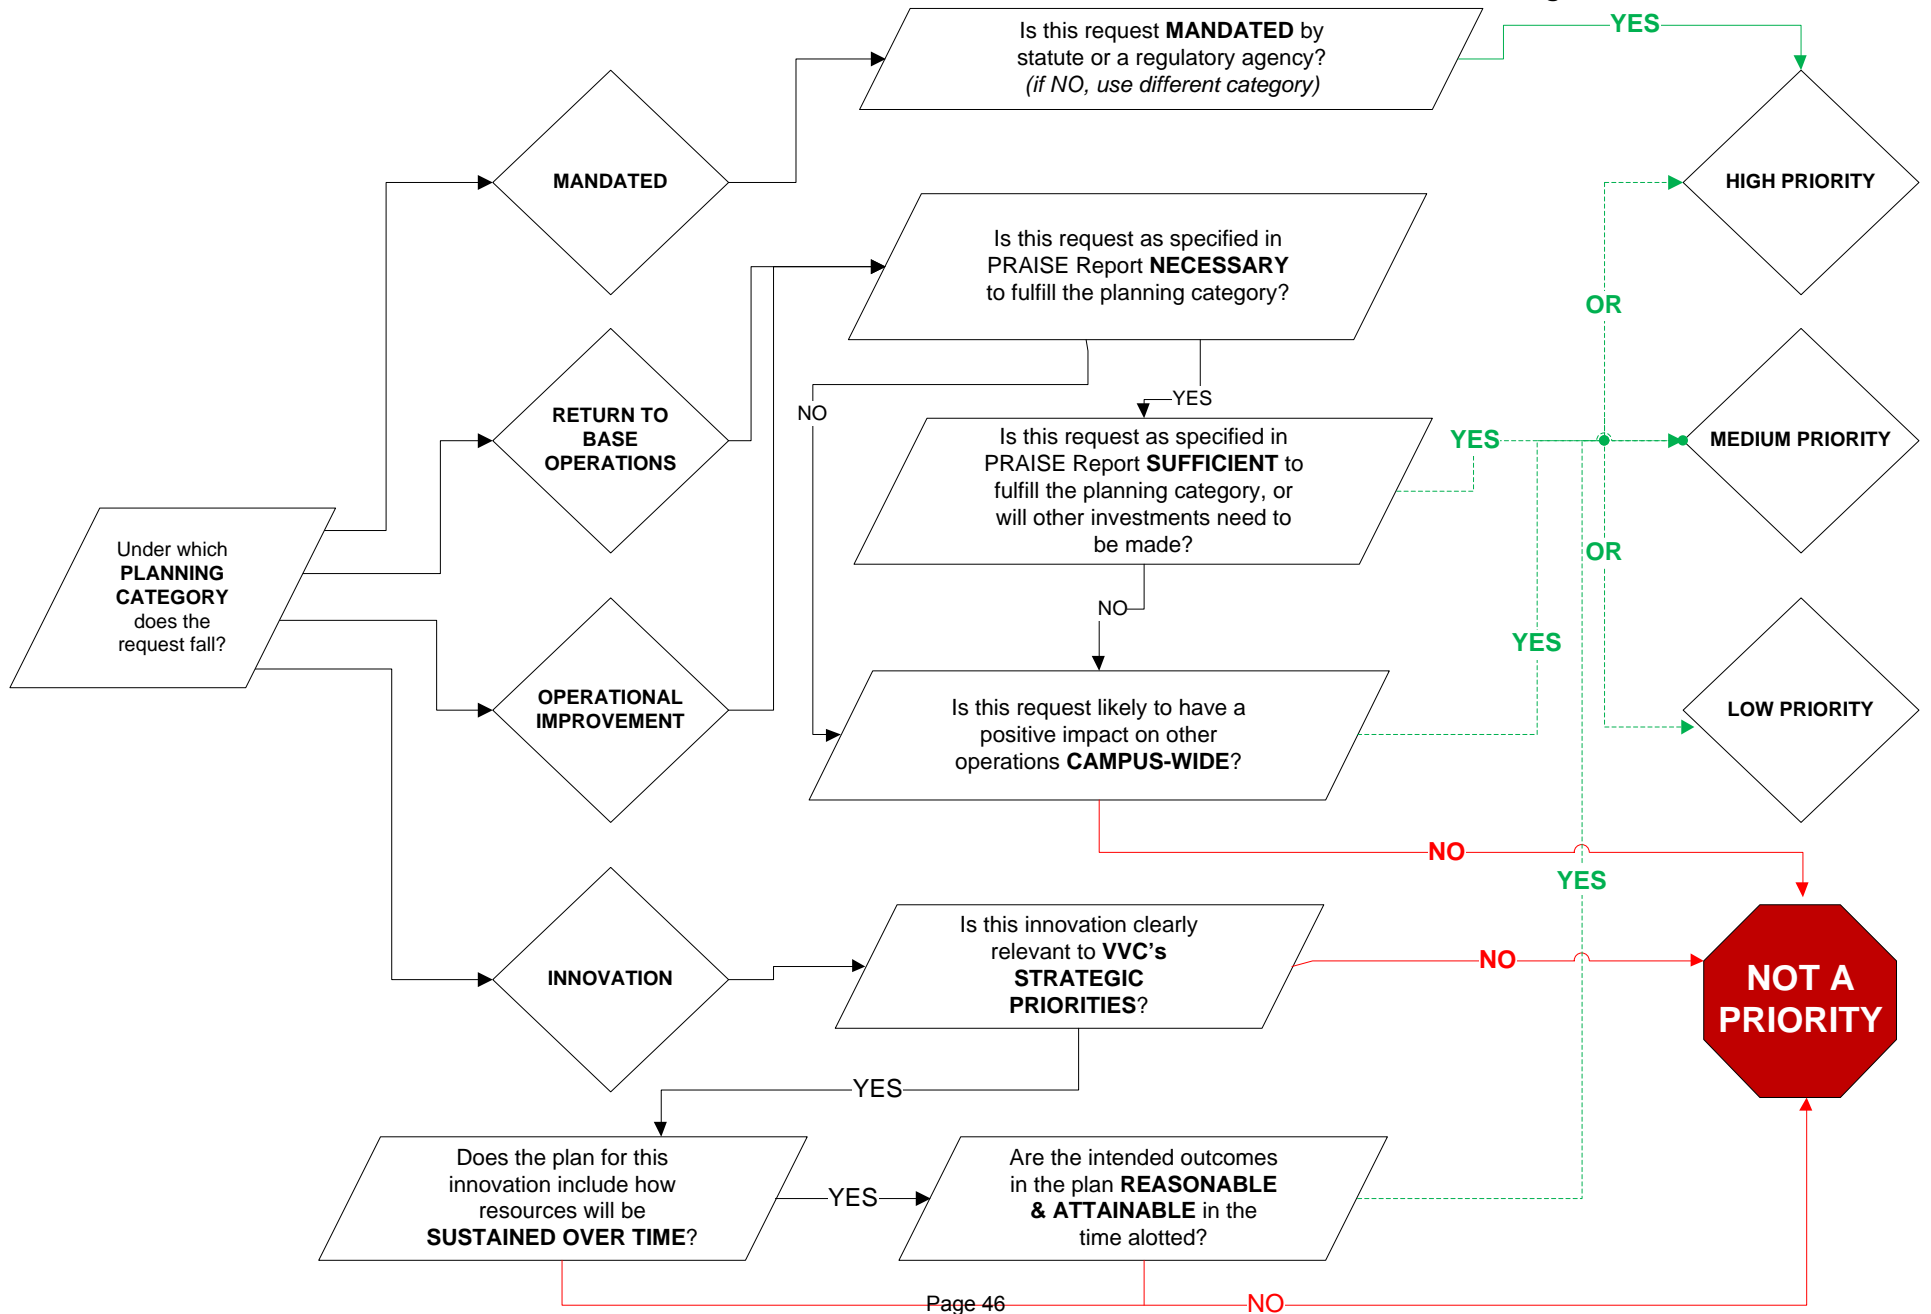 Is this request MANDATED by
statute or a regulatory agency?
(if NO, use different category)
YES
MANDATED
HIGH PRIORITY
Is this request as specified in
PRAISE Report NECESSARY
to fulfill the planning category?
OR
NO
YES
RETURN TO
BASE
OPERATIONS
Is this request as specified in
PRAISE Report SUFFICIENT to
fulfill the planning category, or
will other investments need to
be made?
YES
MEDIUM PRIORITY
OR
Under which
PLANNING
CATEGORY
does the
request fall?
NO
YES
OPERATIONAL
IMPROVEMENT
Is this request likely to have a
positive impact on other
operations CAMPUS-WIDE?
LOW PRIORITY
NO
YES
INNOVATION
Is this innovation clearly
relevant to VVC's
STRATEGIC
PRIORITIES?
NO
NOT A
PRIORITY
YES
Does the plan for this
innovation include how
resources will be
SUSTAINED OVER TIME?
YES
Are the intended outcomes
in the plan REASONABLE
& ATTAINABLE in the
time alotted?
Page 46
NO